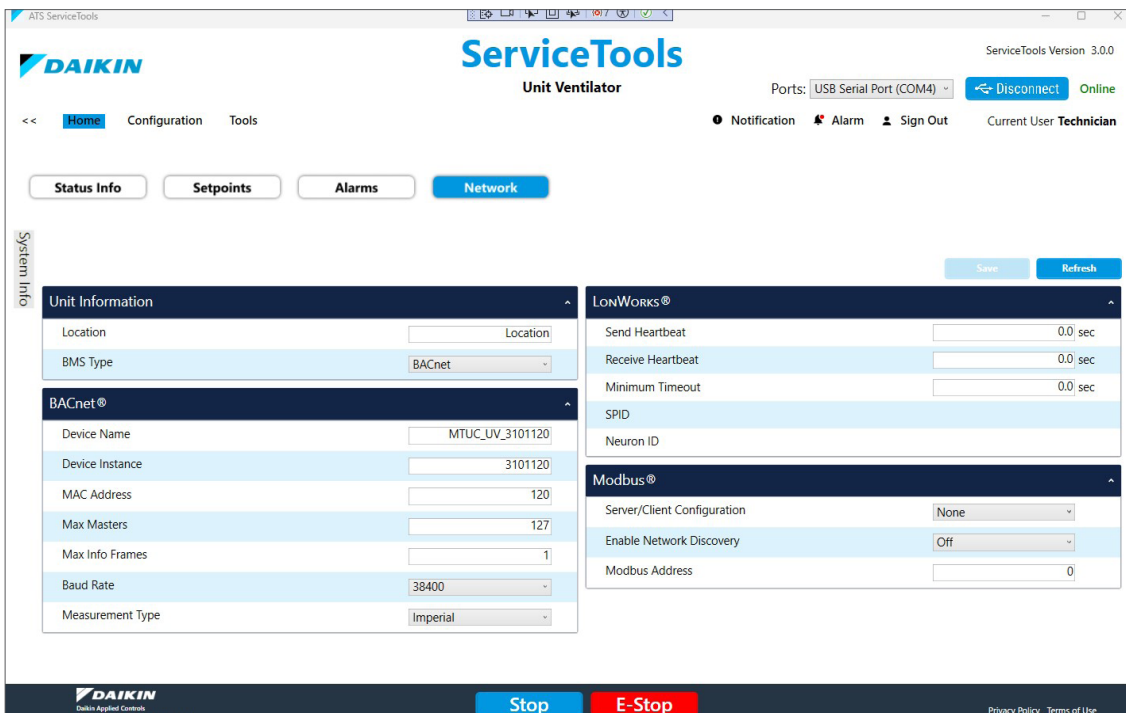 ATS ServiceTools
DAIKIN
ServiceTools
ServiceTools Version 3.0.0
Unit Ventilator
Ports: USB Serial Port (COM4) Disconnect Online
<< Home Configuration Tools
Notification Alarm Sign Out Current User Technician
Status Info Setpoints Alarms Network
System Info
Save Refresh
Unit Information
Location Location
BMS Type BACnet
BACnet®
Device Name MTUC_UV_3101120
Device Instance 3101120
MAC Address 120
Max Masters 127
Max Info Frames 1
Baud Rate 38400
Measurement Type Imperial
LONWORKS®
Send Heartbeat 0.0 sec
Receive Heartbeat 0.0 sec
Minimum Timeout 0.0 sec
SPID
Neuron ID
Modbus®
Server/Client Configuration None
Enable Network Discovery Off
Modbus Address 0
DAIKIN
Daikin Applied Controls
Stop E-Stop
Privacy Policy Terms of Use